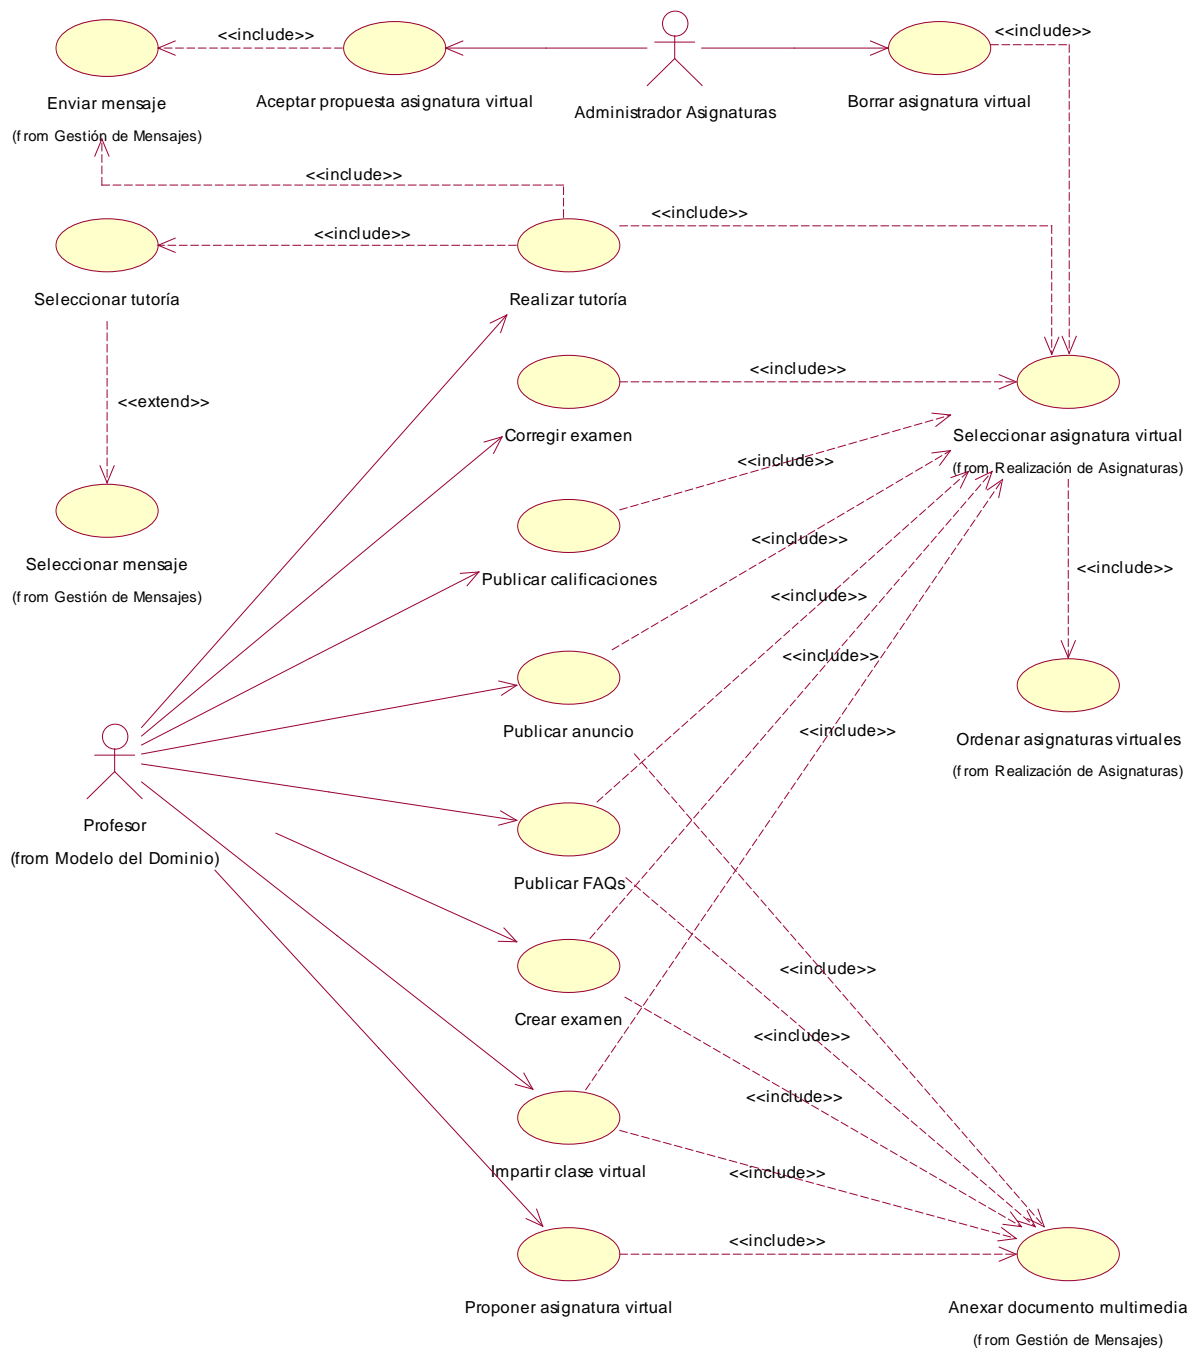 <<include>>
<<include>>
Enviar mensaje
(from Gestión de Mensajes)
Aceptar propuesta asignatura virtual
Administrador Asignaturas
Borrar asignatura virtual
<<include>>
<<include>>
<<include>>
Seleccionar tutoría
Realizar tutoría
<<include>>
<<extend>>
Corregir examen
Seleccionar asignatura virtual
(from Realización de Asignaturas)
<<include>>
Seleccionar mensaje
(from Gestión de Mensajes)
Publicar calificaciones
<<include>>
<<include>>
<<include>>
<<include>>
<<include>>
Publicar anuncio
Ordenar asignaturas virtuales
(from Realización de Asignaturas)
Profesor
(from Modelo del Dominio)
Publicar FAQs
<<include>>
Crear examen
<<include>>
<<include>>
Impartir clase virtual
<<include>>
<<include>>
Proponer asignatura virtual
Anexar documento multimedia
(from Gestión de Mensajes)